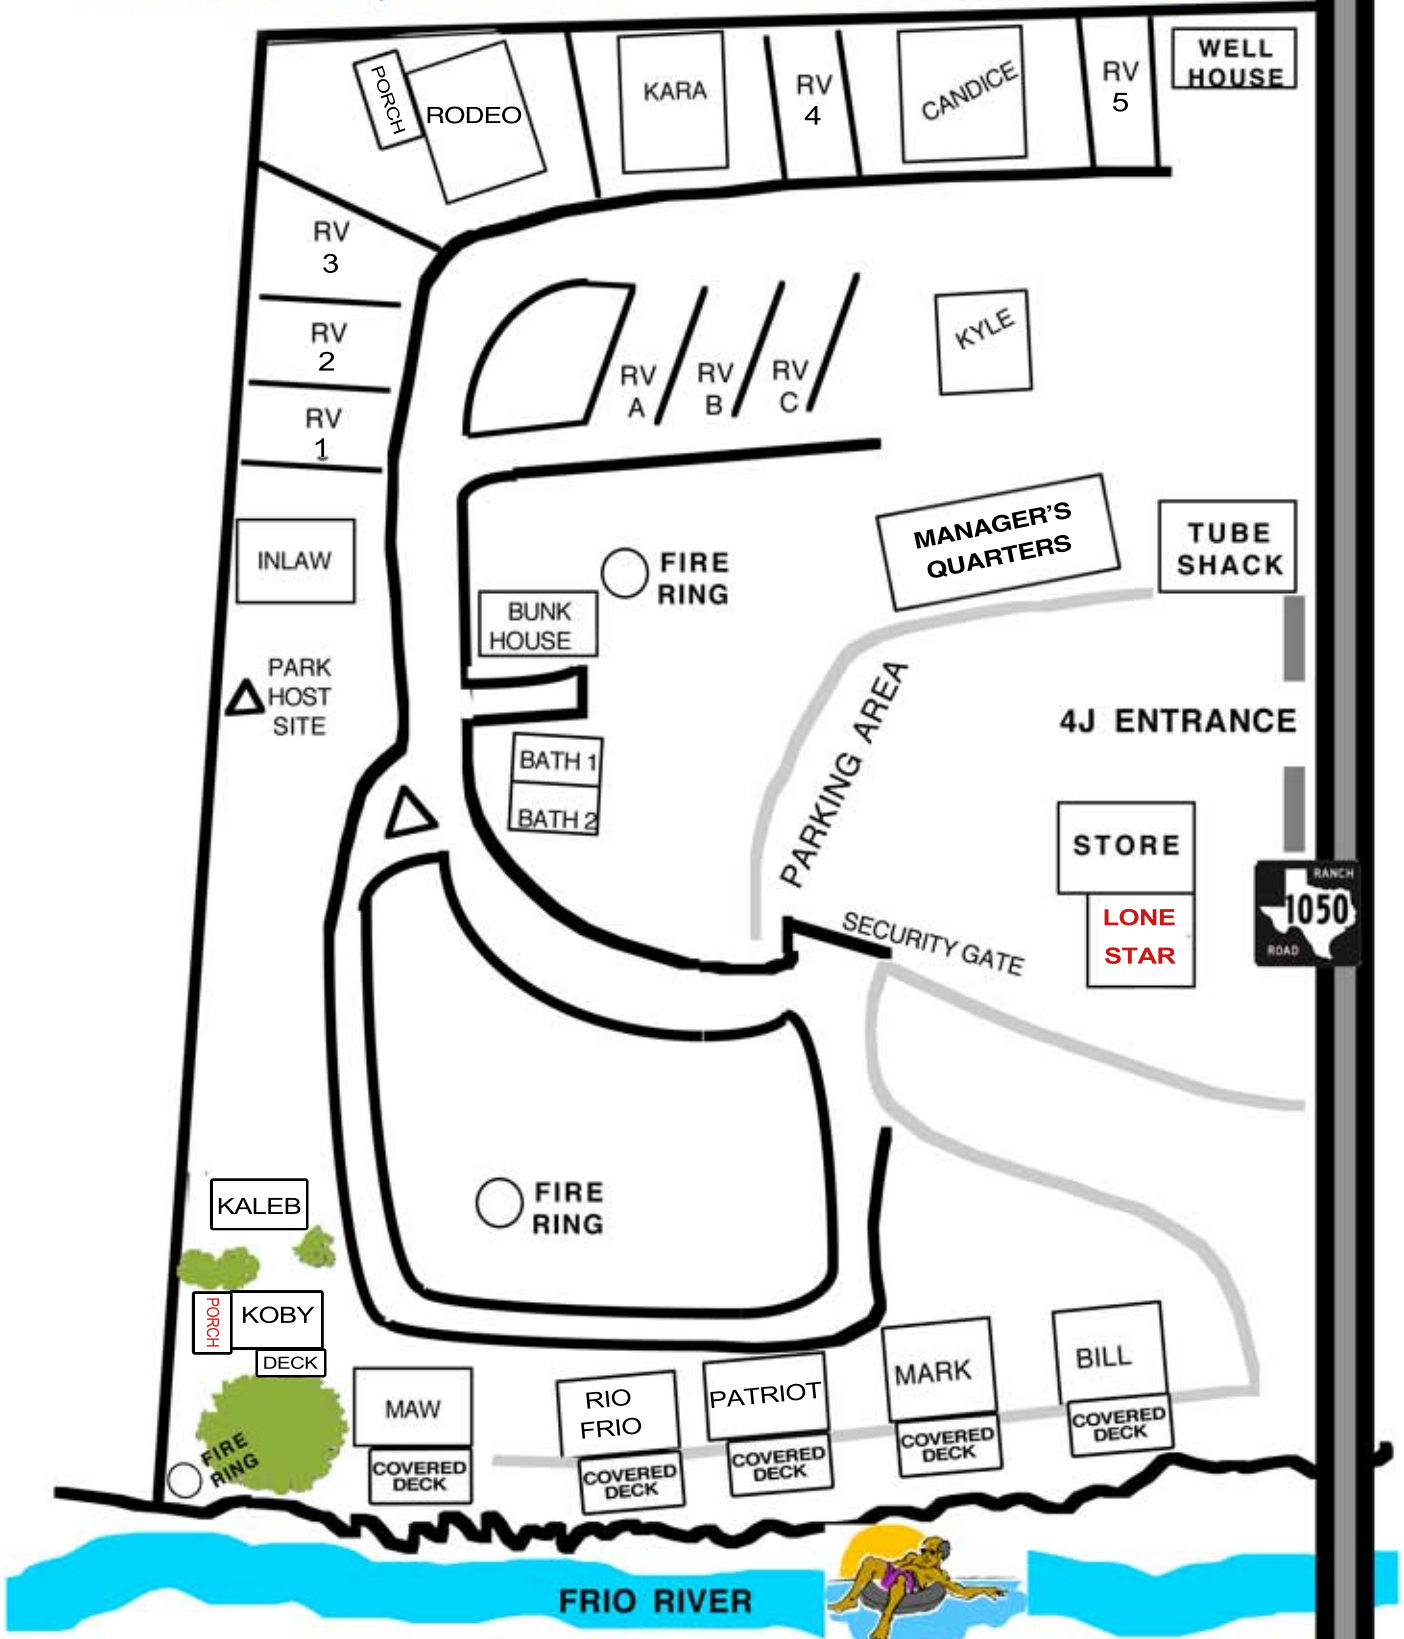 PORCH
RODEO
KARA
RV
4
CANDICE
RV
5
WELL
HOUSE
RV
3
RV
2
RV
1
RV
A
RV
B
RV
C
KYLE
INLAW
FIRE
RING
BUNK
HOUSE
MANAGER'S
QUARTERS
TUBE
SHACK
PARK
HOST
SITE
BATH 1
BATH 2
PARKING AREA
4J ENTRANCE
STORE
LONE
STAR
RANCH
1050
ROAD
SECURITY GATE
KALEB
FIRE
RING
PORCH
KOBY
DECK
FIRE
RING
MAW
COVERED
DECK
RIO
FRIO
COVERED
DECK
PATRIOT
COVERED
DECK
MARK
COVERED
DECK
BILL
COVERED
DECK
FRIO RIVER